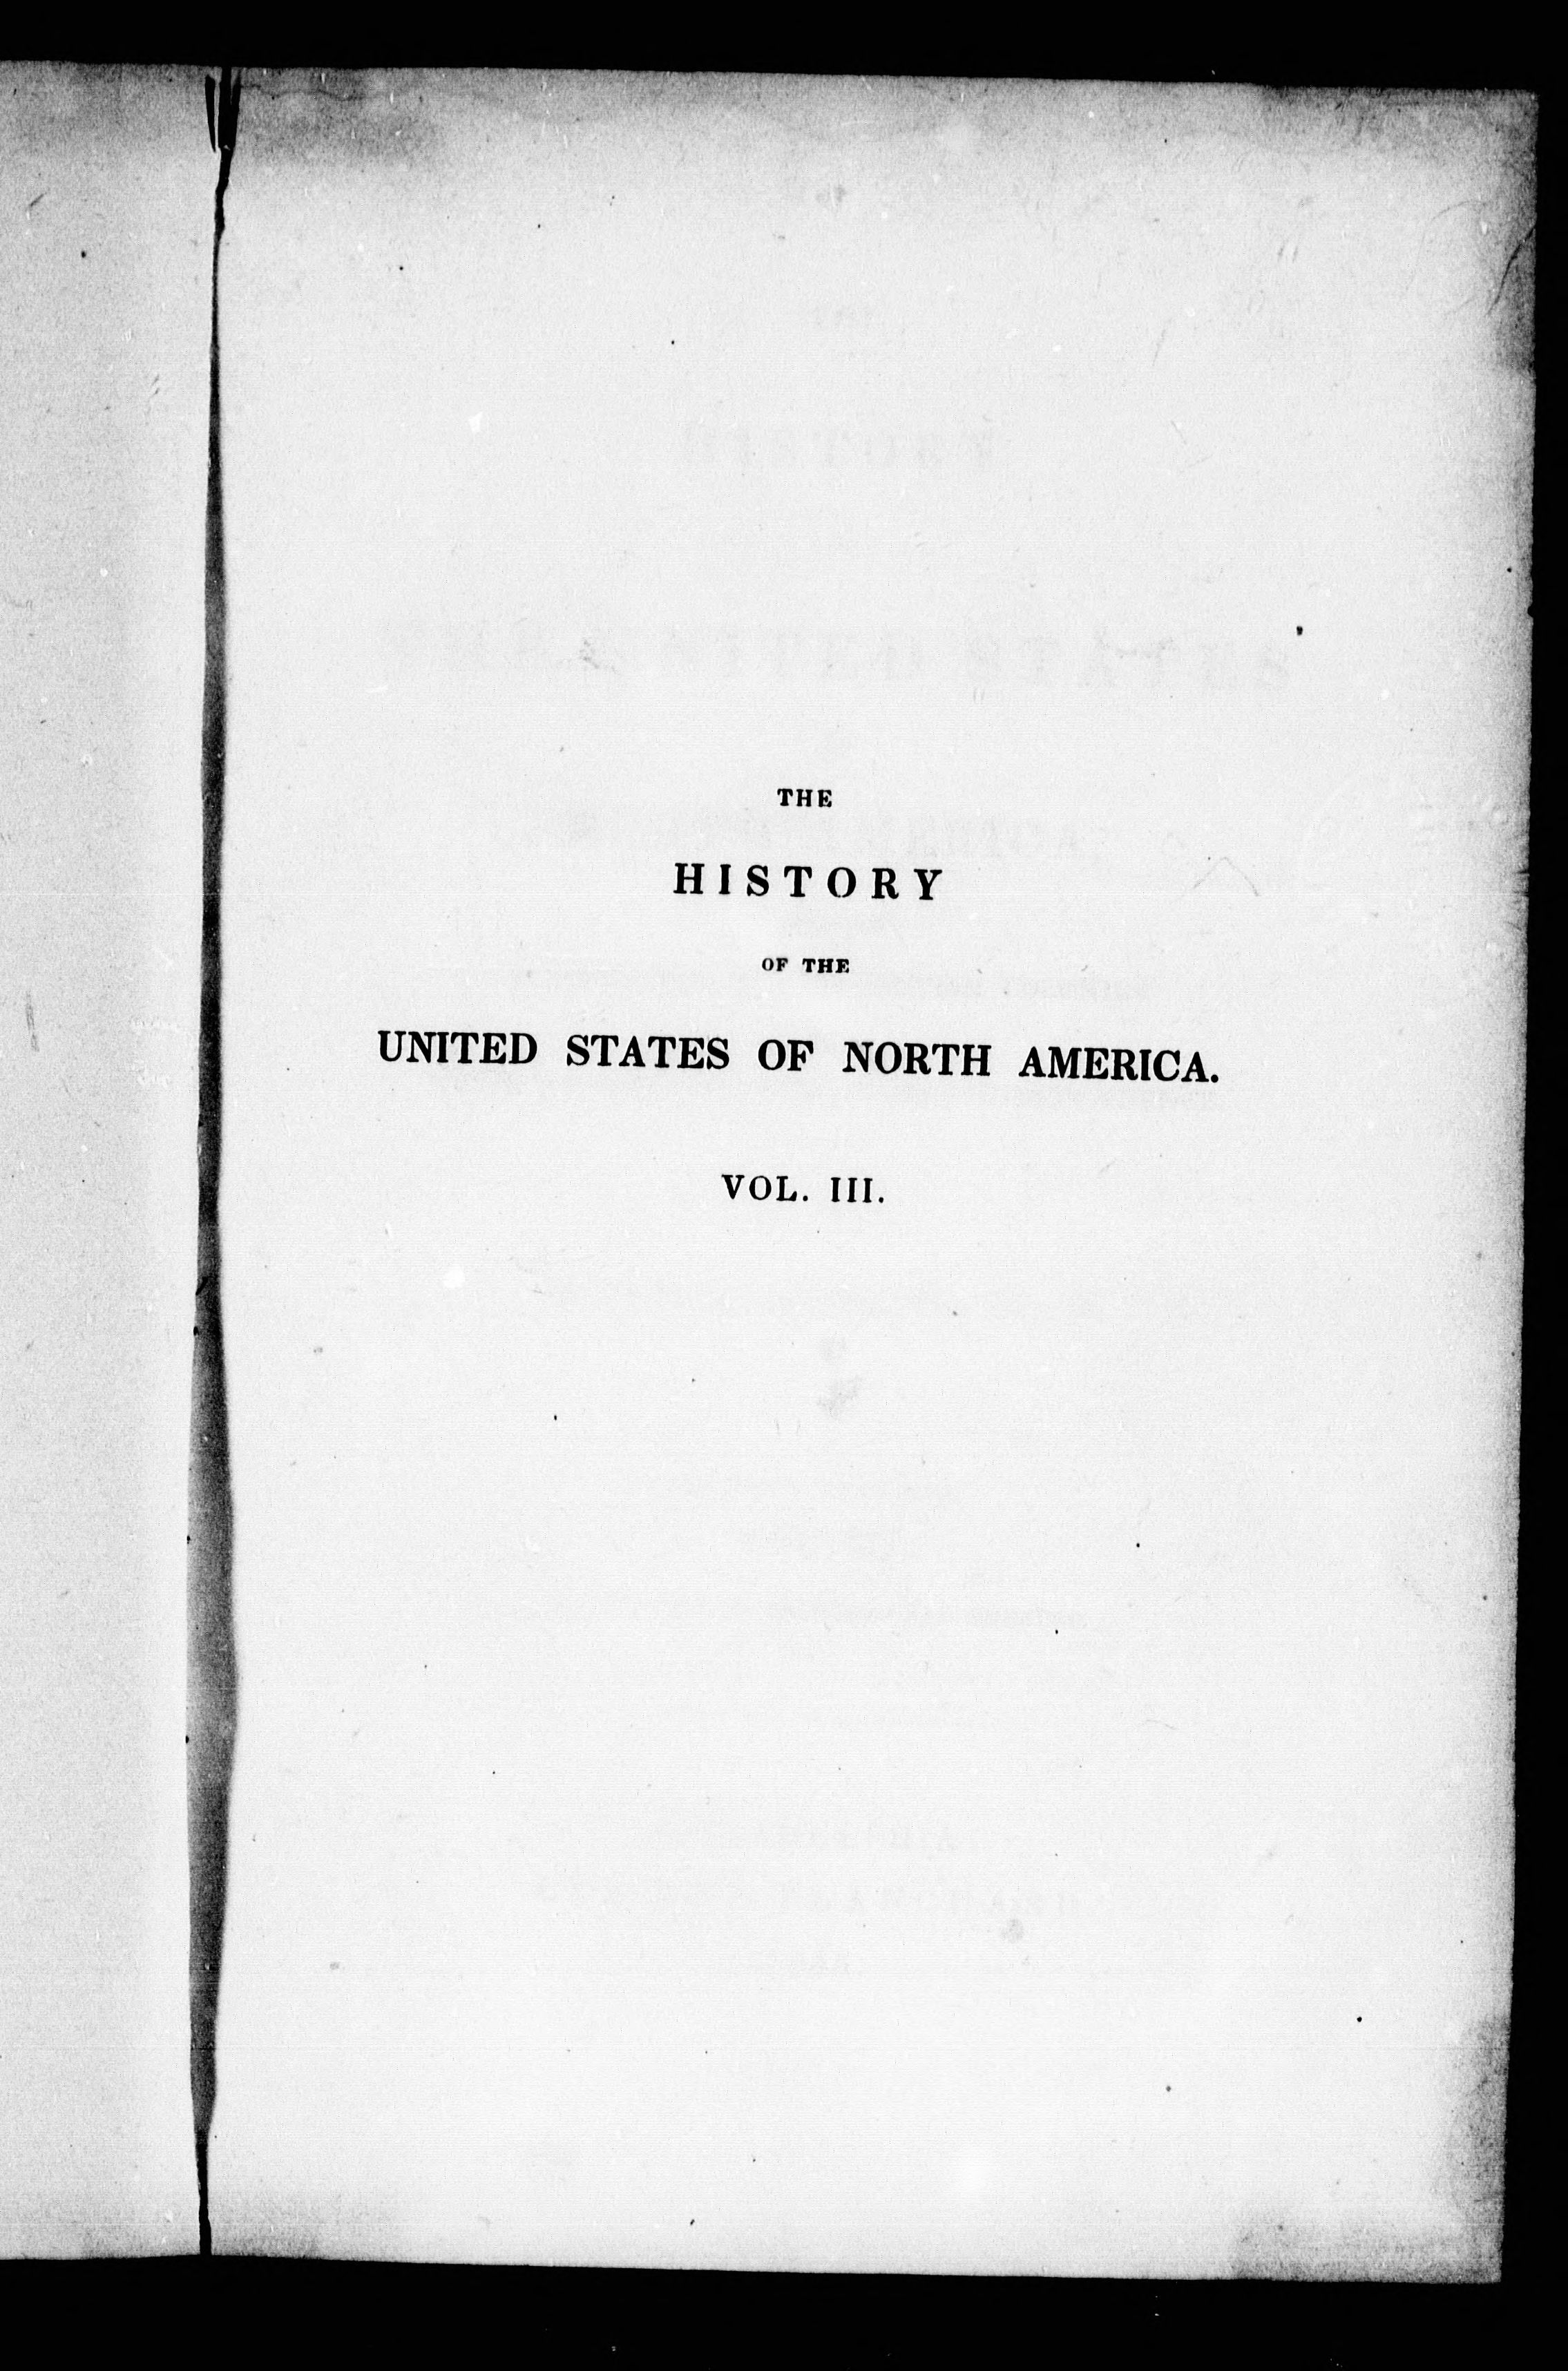 THE
HISTORY
OF THE
UNITED STATES OF NORTH AMERICA.
VOL. III.